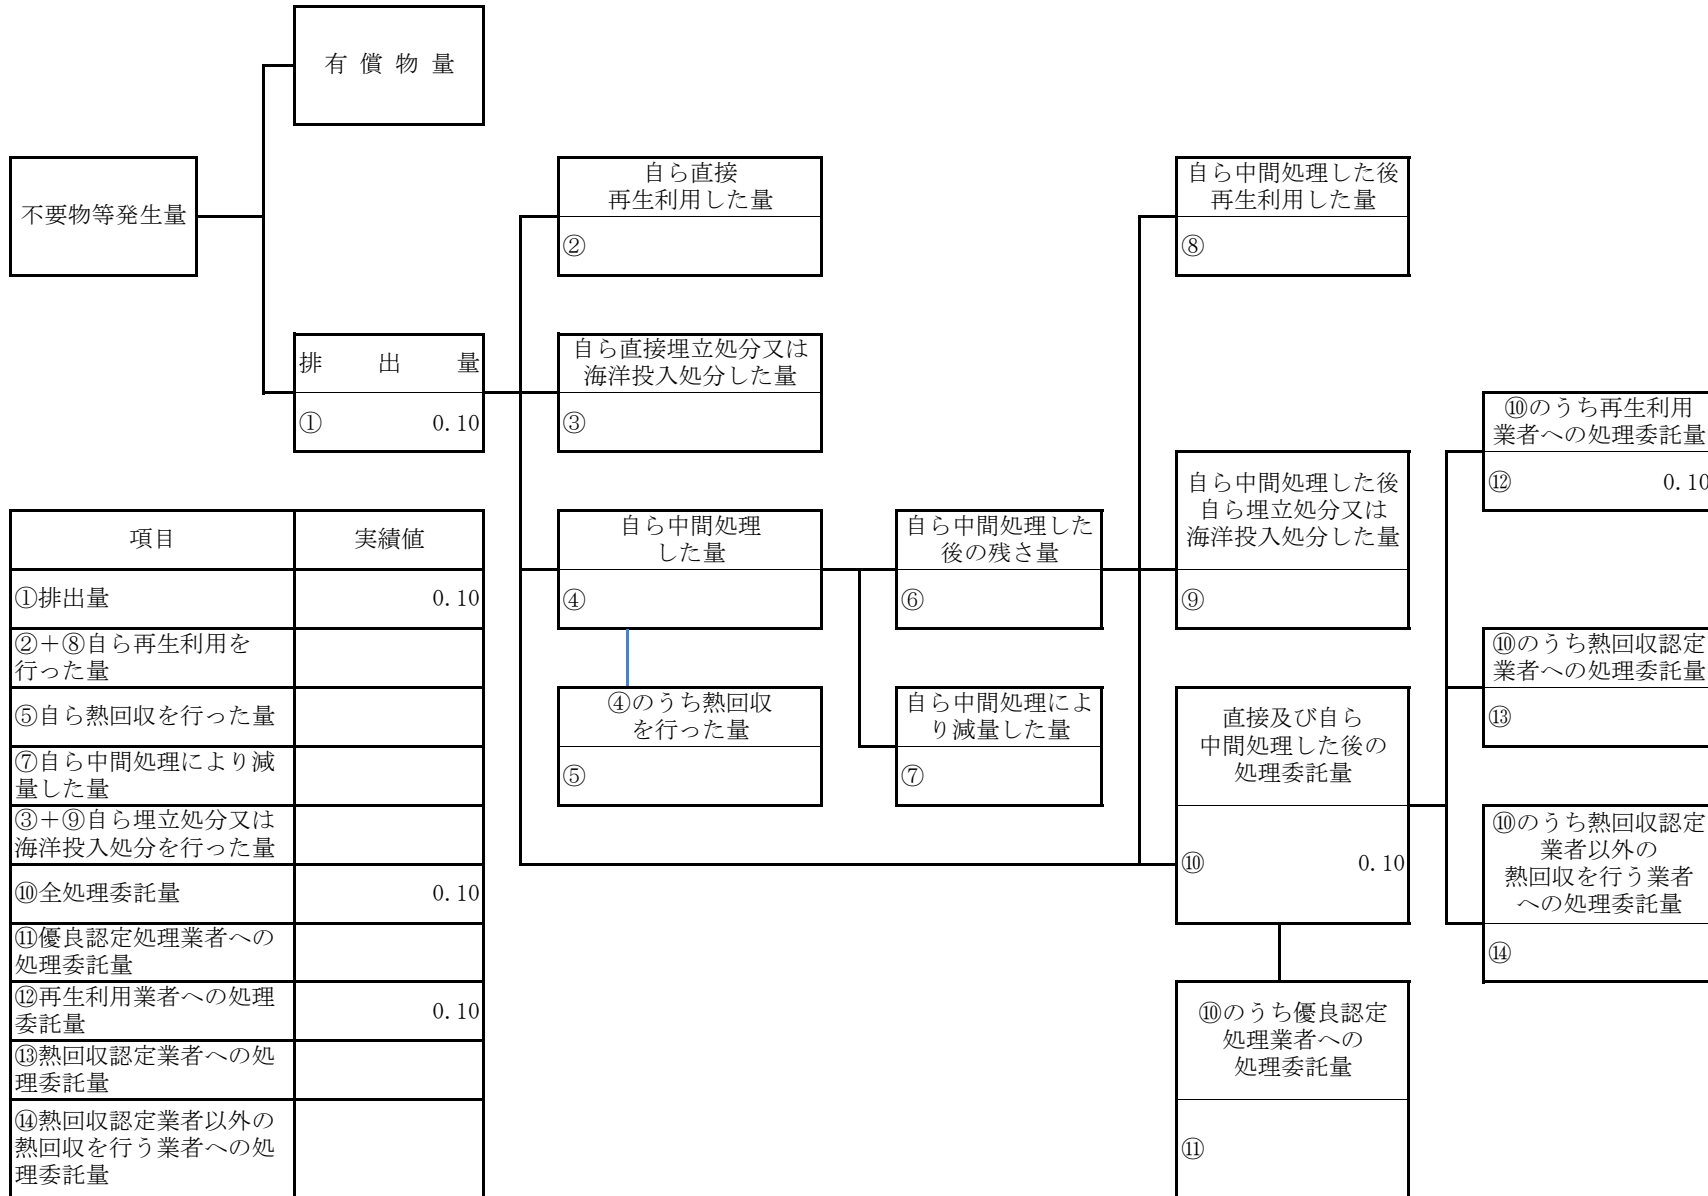 有償物量
不要物等発生量
自ら直接
再生利用した量
②
自ら中間処理した後
再生利用した量
⑧
排出量
① 0.10
自ら直接埋立処分又は
海洋投入処分した量
③
⑩のうち再生利用
業者への処理委託量
⑫ 0.10
自ら中間処理した後
自ら埋立処分又は
海洋投入処分した量
⑨
自ら中間処理
した量
④
自ら中間処理した
後の残さ量
⑥
⑩のうち熱回収認定
業者への処理委託量
⑬
④のうち熱回収
を行った量
⑤
自ら中間処理によ
り減量した量
⑦
直接及び自ら
中間処理した後の
処理委託量
⑩ 0.10
⑩のうち熱回収認定
業者以外の
熱回収を行う業者
への処理委託量
⑭
⑩のうち優良認定
処理業者への
処理委託量
⑪
項目 実績値
①排出量 0.10
②＋⑧自ら再生利用を
行った量
⑤自ら熱回収を行った量
⑦自ら中間処理により減
量した量
③＋⑨自ら埋立処分又は
海洋投入処分を行った量
⑩全処理委託量 0.10
⑪優良認定処理業者への
処理委託量
⑫再生利用業者への処理
委託量 0.10
⑬熱回収認定業者への処
理委託量
⑭熱回収認定業者以外の
熱回収を行う業者への処
理委託量